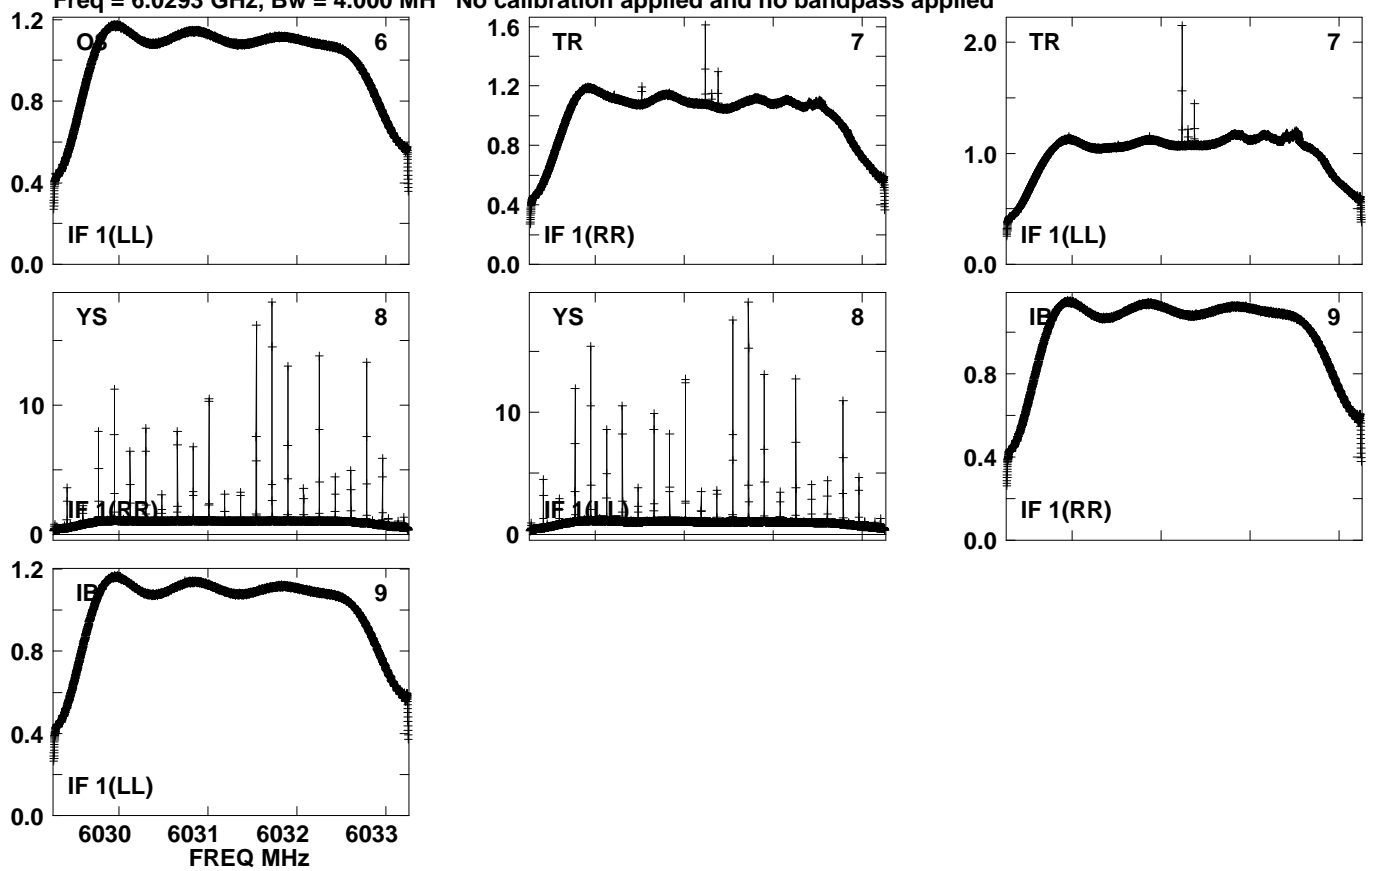 Freq = 6.0293 GHz, Bw = 4.000 MH No calibration applied and no bandpass applied
1.2
0.8
0.4
0.0
OS
6
IF 1(LL)
1.6
1.2
0.8
0.4
0.0
TR
7
IF 1(RR)
2.0
1.0
0.0
TR
7
IF 1(LL)
10
0
YS
8
IF 1(RR)
10
0
YS
8
IF 1(LL)
0.8
0.4
0.0
IB
9
IF 1(RR)
1.2
0.8
0.4
0.0
IB
9
IF 1(LL)
6030 6031 6032 6033
FREQ MHz